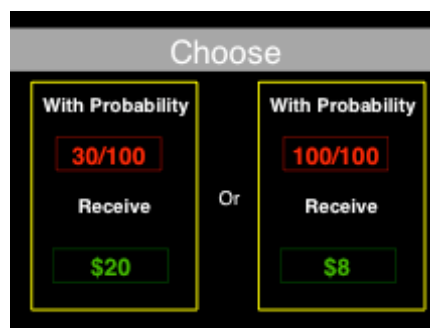 Choose
With Probability
30/100
Receive
$20
Or
With Probability
100/100
Receive
$8